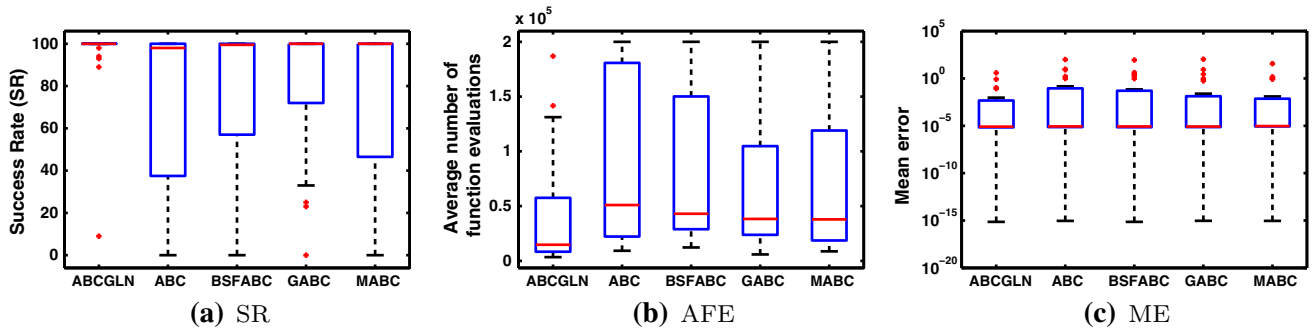 Success Rate (SR)
100
80
60
40
20
0
ABCGLN ABC BSFABC GABC MABC
(a) SR
x 10^5
Average number of
function evaluations
2
1.5
1
0.5
0
ABCGLN ABC BSFABC GABC MABC
(b) AFE
Mean error
10^5
10^0
10^−5
10^−10
10^−15
10^−20
ABCGLN ABC BSFABC GABC MABC
(c) ME